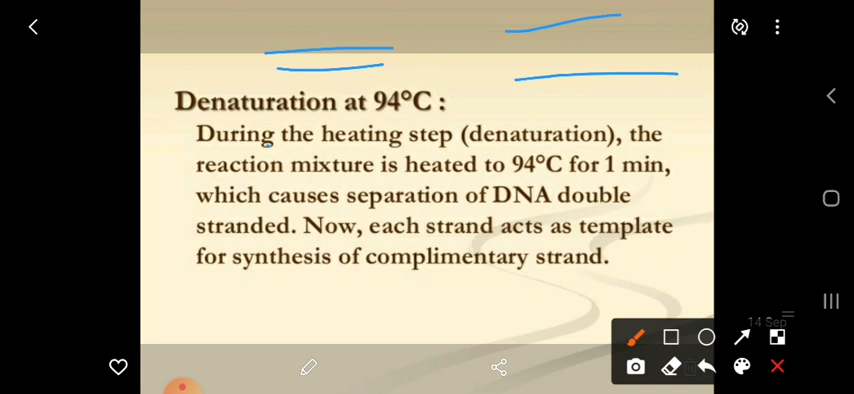 Denaturation at 94°C :
During the heating step (denaturation), the
reaction mixture is heated to 94°C for 1 min,
which causes separation of DNA double
stranded. Now, each strand acts as template
for synthesis of complimentary strand.
14 Sep